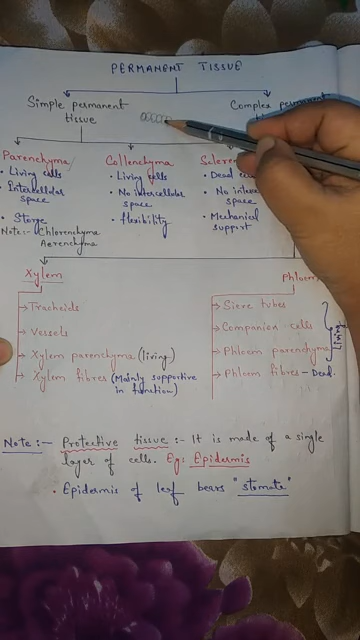 PERMANENT TISSUE
Simple permanent
tissue
Complex
Parenchyma
• Living cells
• Intercellular
space
• Storge
Note:- Chlorenchyma
Aerenchyma
Collenchyma
• Living cells
• No intercellular
space
• flexibility
• Dead
• No
space
• Mechanical
support
Xylem
→ Tracheids
→ Vessels
→ Xylem parenchyma (living)
→ Xylem fibres (Mainly supportive
in function)
→ Sieve tubes
→ Companion cells
→ Phloem parenchyma
→ Phloem fibres - Dead.
Living
Note :- Protective tissue :- It is made of a single
layer of cells. Eg: Epidermis
• Epidermis of leaf bears "stomata"